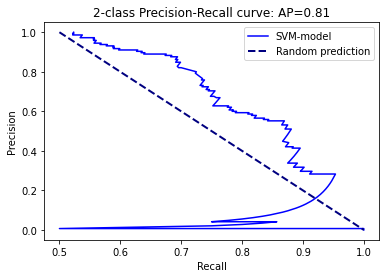 2-class Precision-Recall curve: AP=0.81
SVM-model
Random prediction
Precision
1.0
0.8
0.6
0.4
0.2
0.0
0.5 0.6 0.7 0.8 0.9 1.0
Recall